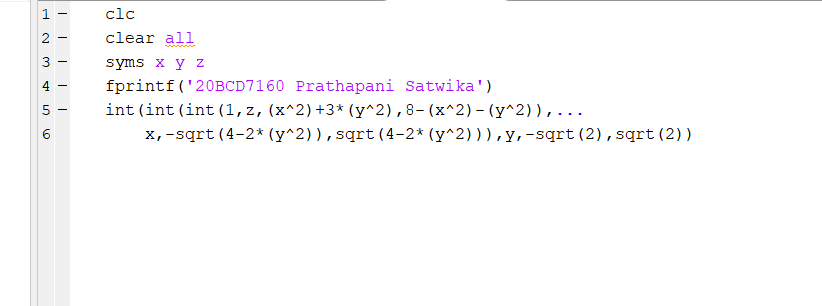 1 - clc
2 - clear all
3 - syms x y z
4 - fprintf('20BCD7160 Prathapani Satwika')
5 - int(int(int(1,z,(x^2)+3*(y^2),8-(x^2)-(y^2)),...
6 x,-sqrt(4-2*(y^2)),sqrt(4-2*(y^2))),y,-sqrt(2),sqrt(2))